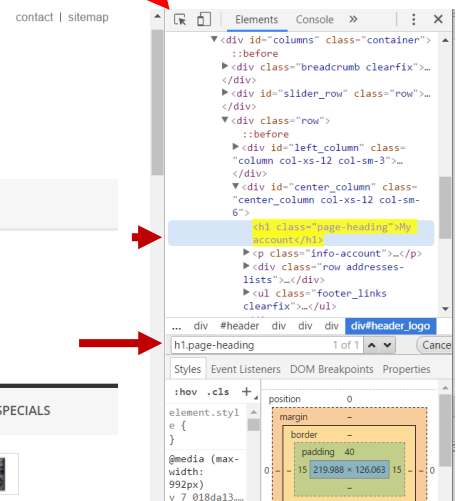 contact | sitemap
Elements Console » ⋮ ×
▼<div id="columns" class="container">
::before
▶<div class="breadcrumb clearfix">…
</div>
▶<div id="slider_row" class="row">…
</div>
▼<div class="row">
::before
▶<div id="left_column" class=
"column col-xs-12 col-sm-3">…
</div>
▼<div id="center_column" class=
"center_column col-xs-12 col-sm-
6">
<h1 class="page-heading">My
account</h1>
▶<p class="info-account">…</p>
▶<div class="row addresses-
lists">…</div>
▶<ul class="footer_links
clearfix">…</ul>
... div #header div div div div#header_logo
h1.page-heading 1 of 1 Cance
Styles Event Listeners DOM Breakpoints Properties
:hov .cls +
element.styl
e {
}
@media (max-
width:
992px)
v_7_018da13…
position 0
margin –
border –
padding 40
0 – 15 219.988 × 126.063 15 – – 0
–
SPECIALS